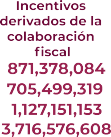 Incentivos
derivados de la
colaboración
fiscal
871,378,084
705,499,319
1,127,151,153
3,716,576,608